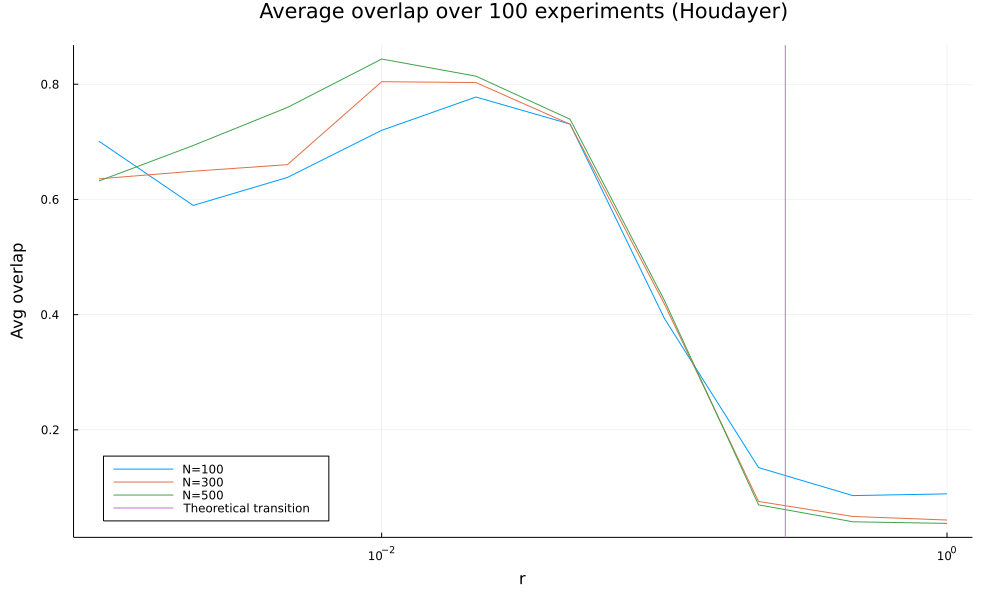 Average overlap over 100 experiments (Houdayer)
Avg overlap
0.8
0.6
0.4
0.2
N=100
N=300
N=500
Theoretical transition
10⁻² 10⁰
r